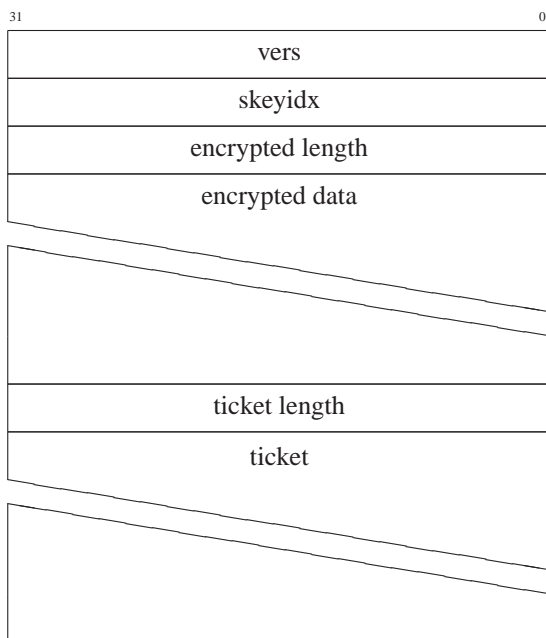 31 0
vers
skeyidx
encrypted length
encrypted data
ticket length
ticket